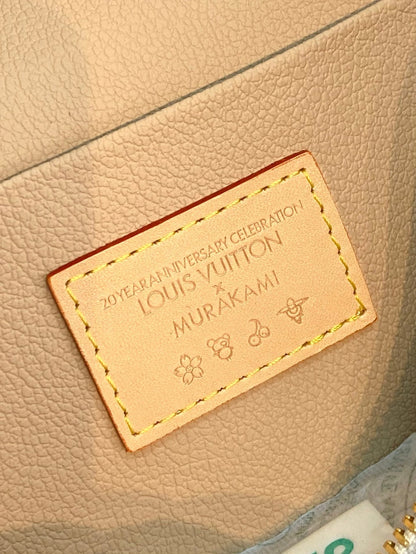 20 YEAR ANNIVERSARY CELEBRATION
LOUIS VUITTON
×
MURAKAMI